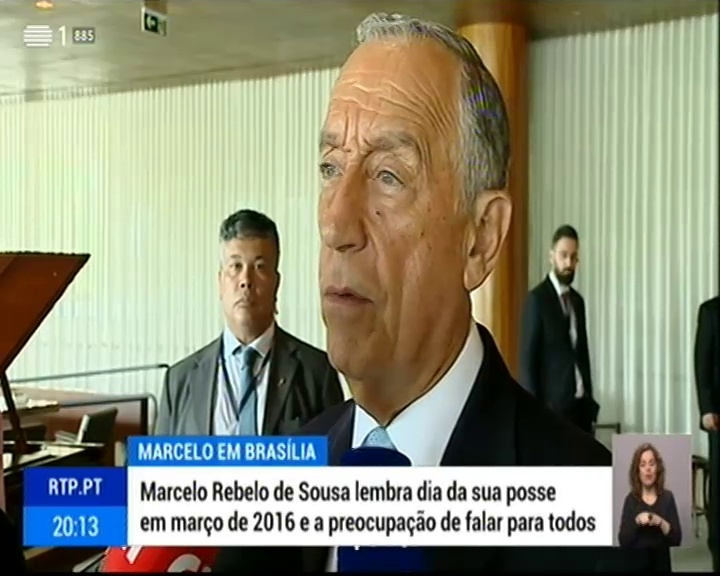 1 885
MARCELO EM BRASÍLIA
RTP.PT
20:13
Marcelo Rebelo de Sousa lembra dia da sua posse
em março de 2016 e a preocupação de falar para todos